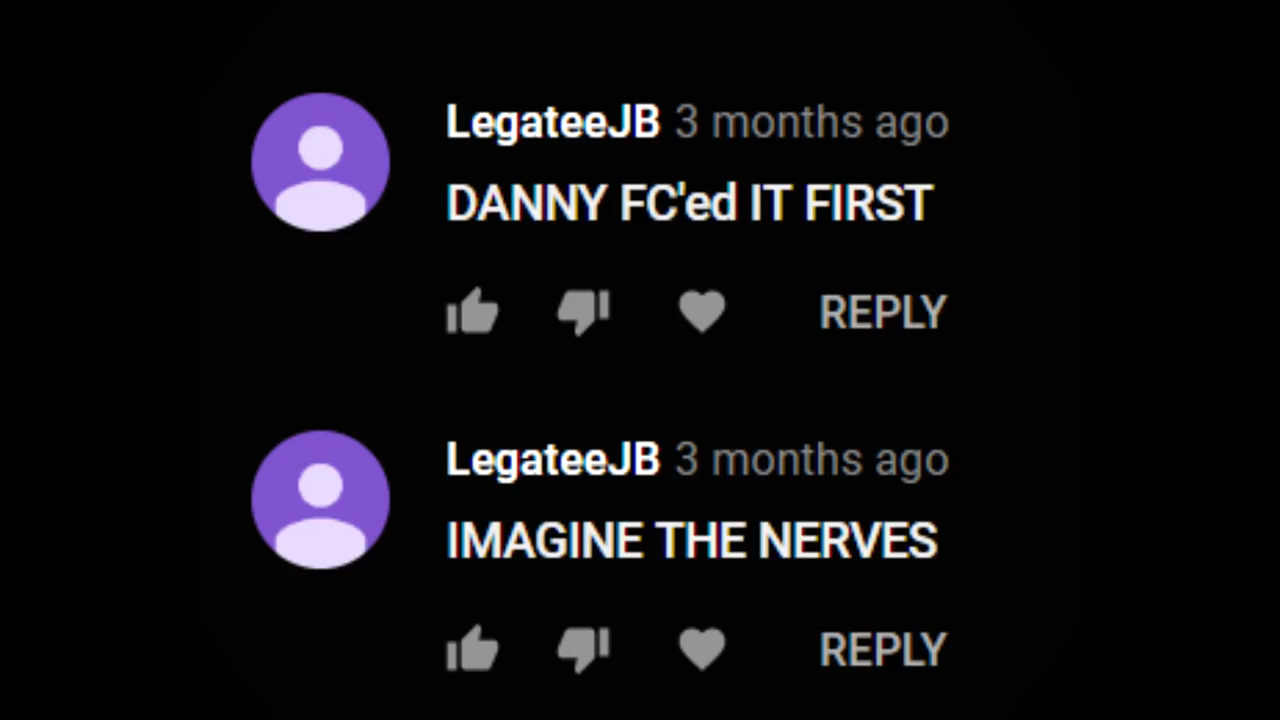 LegateeJB 3 months ago
DANNY FC'ed IT FIRST
REPLY
LegateeJB 3 months ago
IMAGINE THE NERVES
REPLY